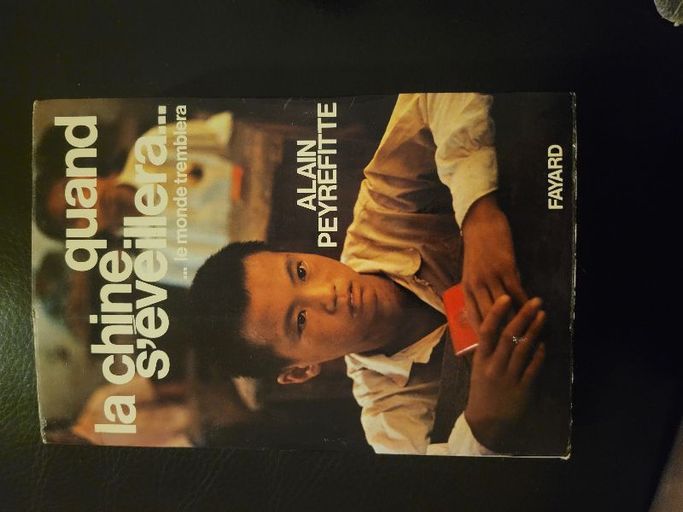 quand
la chine
s'éveillera...
... le monde tremblera
ALAIN
PEYREFITTE
FAYARD